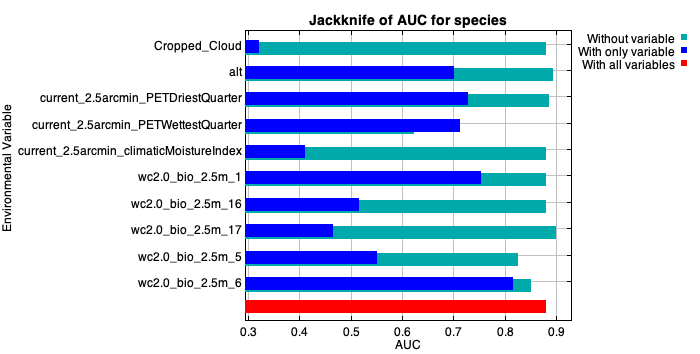 Jackknife of AUC for species
Without variable
With only variable
With all variables
Environmental Variable
Cropped_Cloud
alt
current_2.5arcmin_PETDriestQuarter
current_2.5arcmin_PETWettestQuarter
current_2.5arcmin_climaticMoistureIndex
wc2.0_bio_2.5m_1
wc2.0_bio_2.5m_16
wc2.0_bio_2.5m_17
wc2.0_bio_2.5m_5
wc2.0_bio_2.5m_6
0.3 0.4 0.5 0.6 0.7 0.8 0.9
AUC